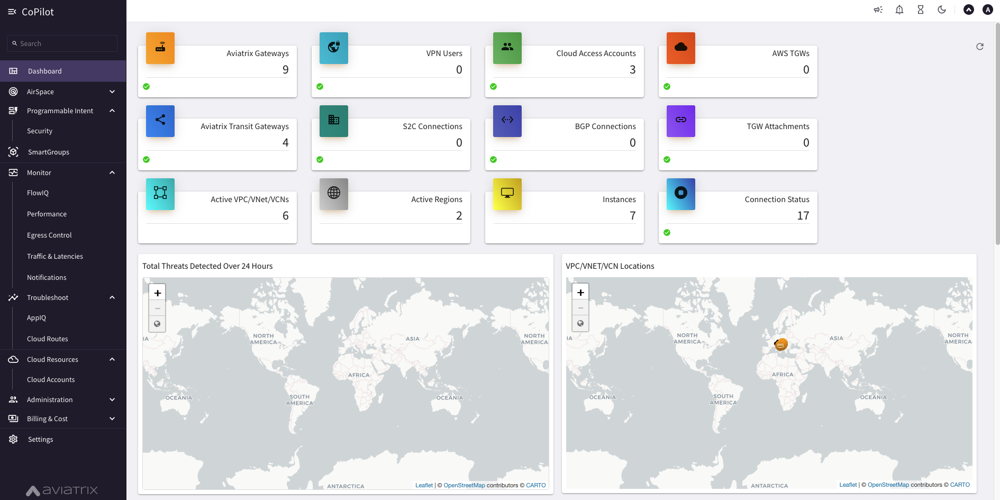 CoPilot
Search
Dashboard
AirSpace
Programmable Intent
Security
SmartGroups
Monitor
FlowIQ
Performance
Egress Control
Traffic & Latencies
Notifications
Troubleshoot
AppIQ
Cloud Routes
Cloud Resources
Cloud Accounts
Administration
Billing & Cost
Settings
aviatrix
A
Aviatrix Gateways
9
VPN Users
0
Cloud Access Accounts
3
AWS TGWs
0
Aviatrix Transit Gateways
4
S2C Connections
0
BGP Connections
0
TGW Attachments
0
Active VPC/VNet/VCNs
6
Active Regions
2
Instances
7
Connection Status
17
Total Threats Detected Over 24 Hours
+
−
IA
NORTH
AMERICA
ASIA
NORTH
AMERICA
AFRICA
OCEANIA
SOUTH
AMERICA
OCEANIA
ANTARCTICA
Leaflet | © OpenStreetMap contributors © CARTO
VPC/VNET/VCN Locations
+
−
IA
NORTH
AMERICA
aws
ASIA
NORTH
AMERICA
AFRICA
OCEANIA
SOUTH
AMERICA
OCEANIA
ANTARCTICA
Leaflet | © OpenStreetMap contributors © CARTO